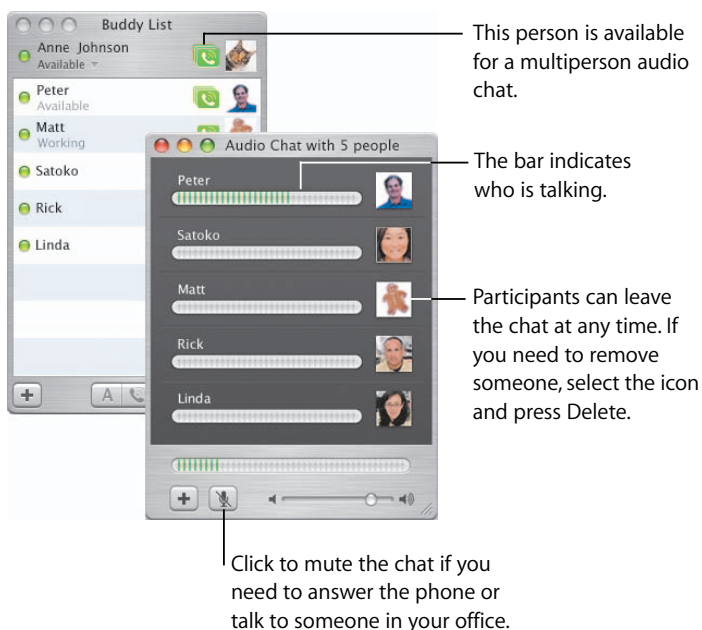 Buddy List
Anne Johnson
Available
Peter
Available
Matt
Working
Satoko
Rick
Linda
A
Audio Chat with 5 people
Peter
Satoko
Matt
Rick
Linda
This person is available
for a multiperson audio
chat.
The bar indicates
who is talking.
Participants can leave
the chat at any time. If
you need to remove
someone, select the icon
and press Delete.
Click to mute the chat if you
need to answer the phone or
talk to someone in your office.